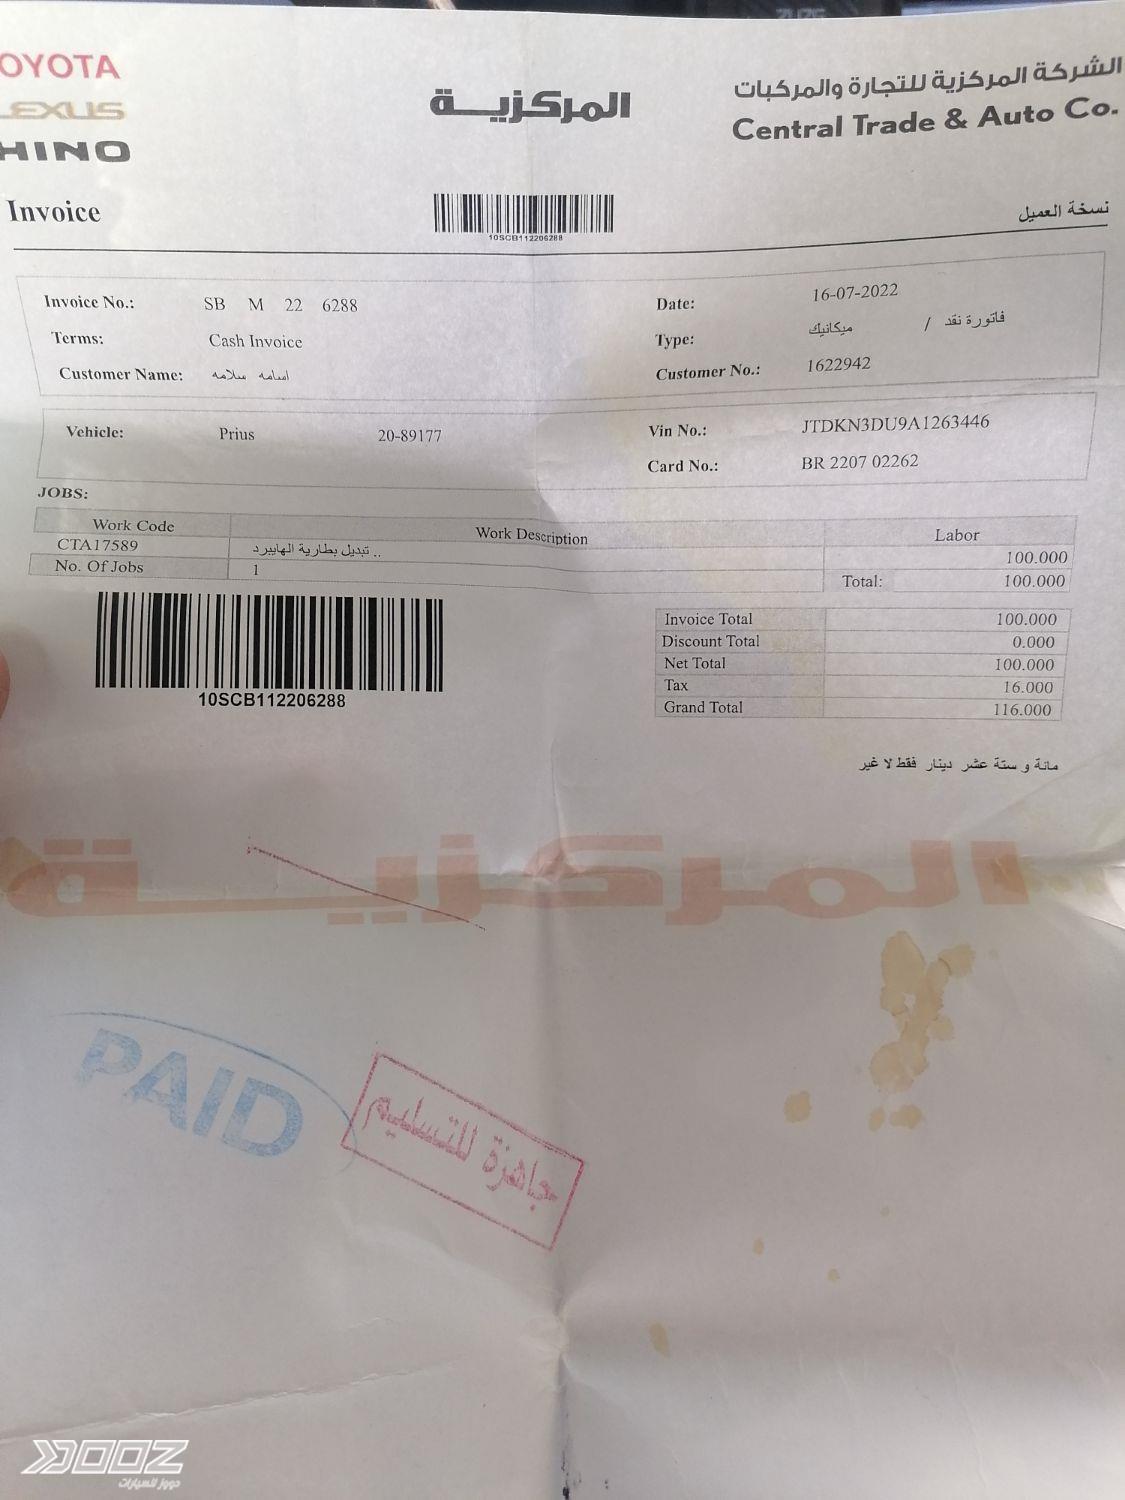 OYOTA
LEXUS
HINO
المركزية
الشركة المركزية للتجارة والمركبات
Central Trade & Auto Co.
Invoice
10SCB112206288
نسخة العميل
Invoice No.: SB M 22 6288
Date: 16-07-2022
Terms: Cash Invoice
Type: ميكانيك / فاتورة نقد
Customer Name: اسامه سلامه
Customer No.: 1622942
Vehicle: Prius 20-89177
Vin No.: JTDKN3DU9A1263446
Card No.: BR 2207 02262
JOBS:
Work Code Work Description Labor
CTA17589 تبديل بطارية الهايبرد .. 100.000
No. Of Jobs 1 Total: 100.000
10SCB112206288
Invoice Total 100.000
Discount Total 0.000
Net Total 100.000
Tax 16.000
Grand Total 116.000
مائة و ستة عشر دينار فقط لا غير
المركزية
PAID
جاهزة للتسليم
DOOZ
دووز للسيارات